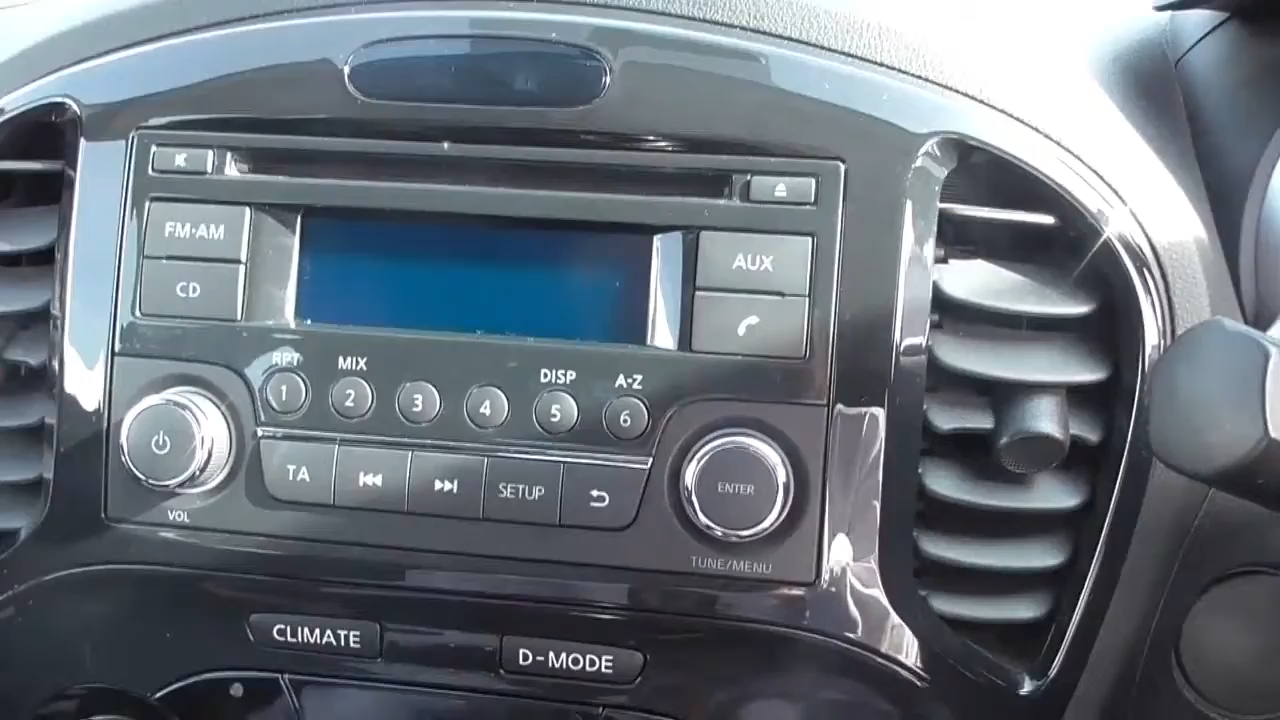 FM·AM
CD
AUX
RPT
MIX
DISP
A-Z
1
2
3
4
5
6
TA
SETUP
ENTER
VOL
TUNE/MENU
CLIMATE
D-MODE